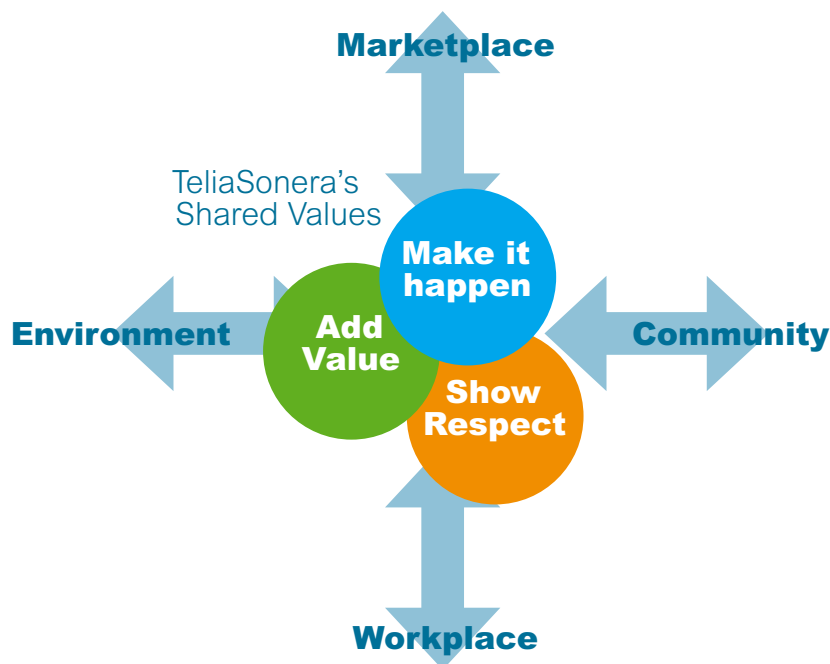 Marketplace
TeliaSonera’s
Shared Values
Make it
happen
Environment
Add
Value
Community
Show
Respect
Workplace